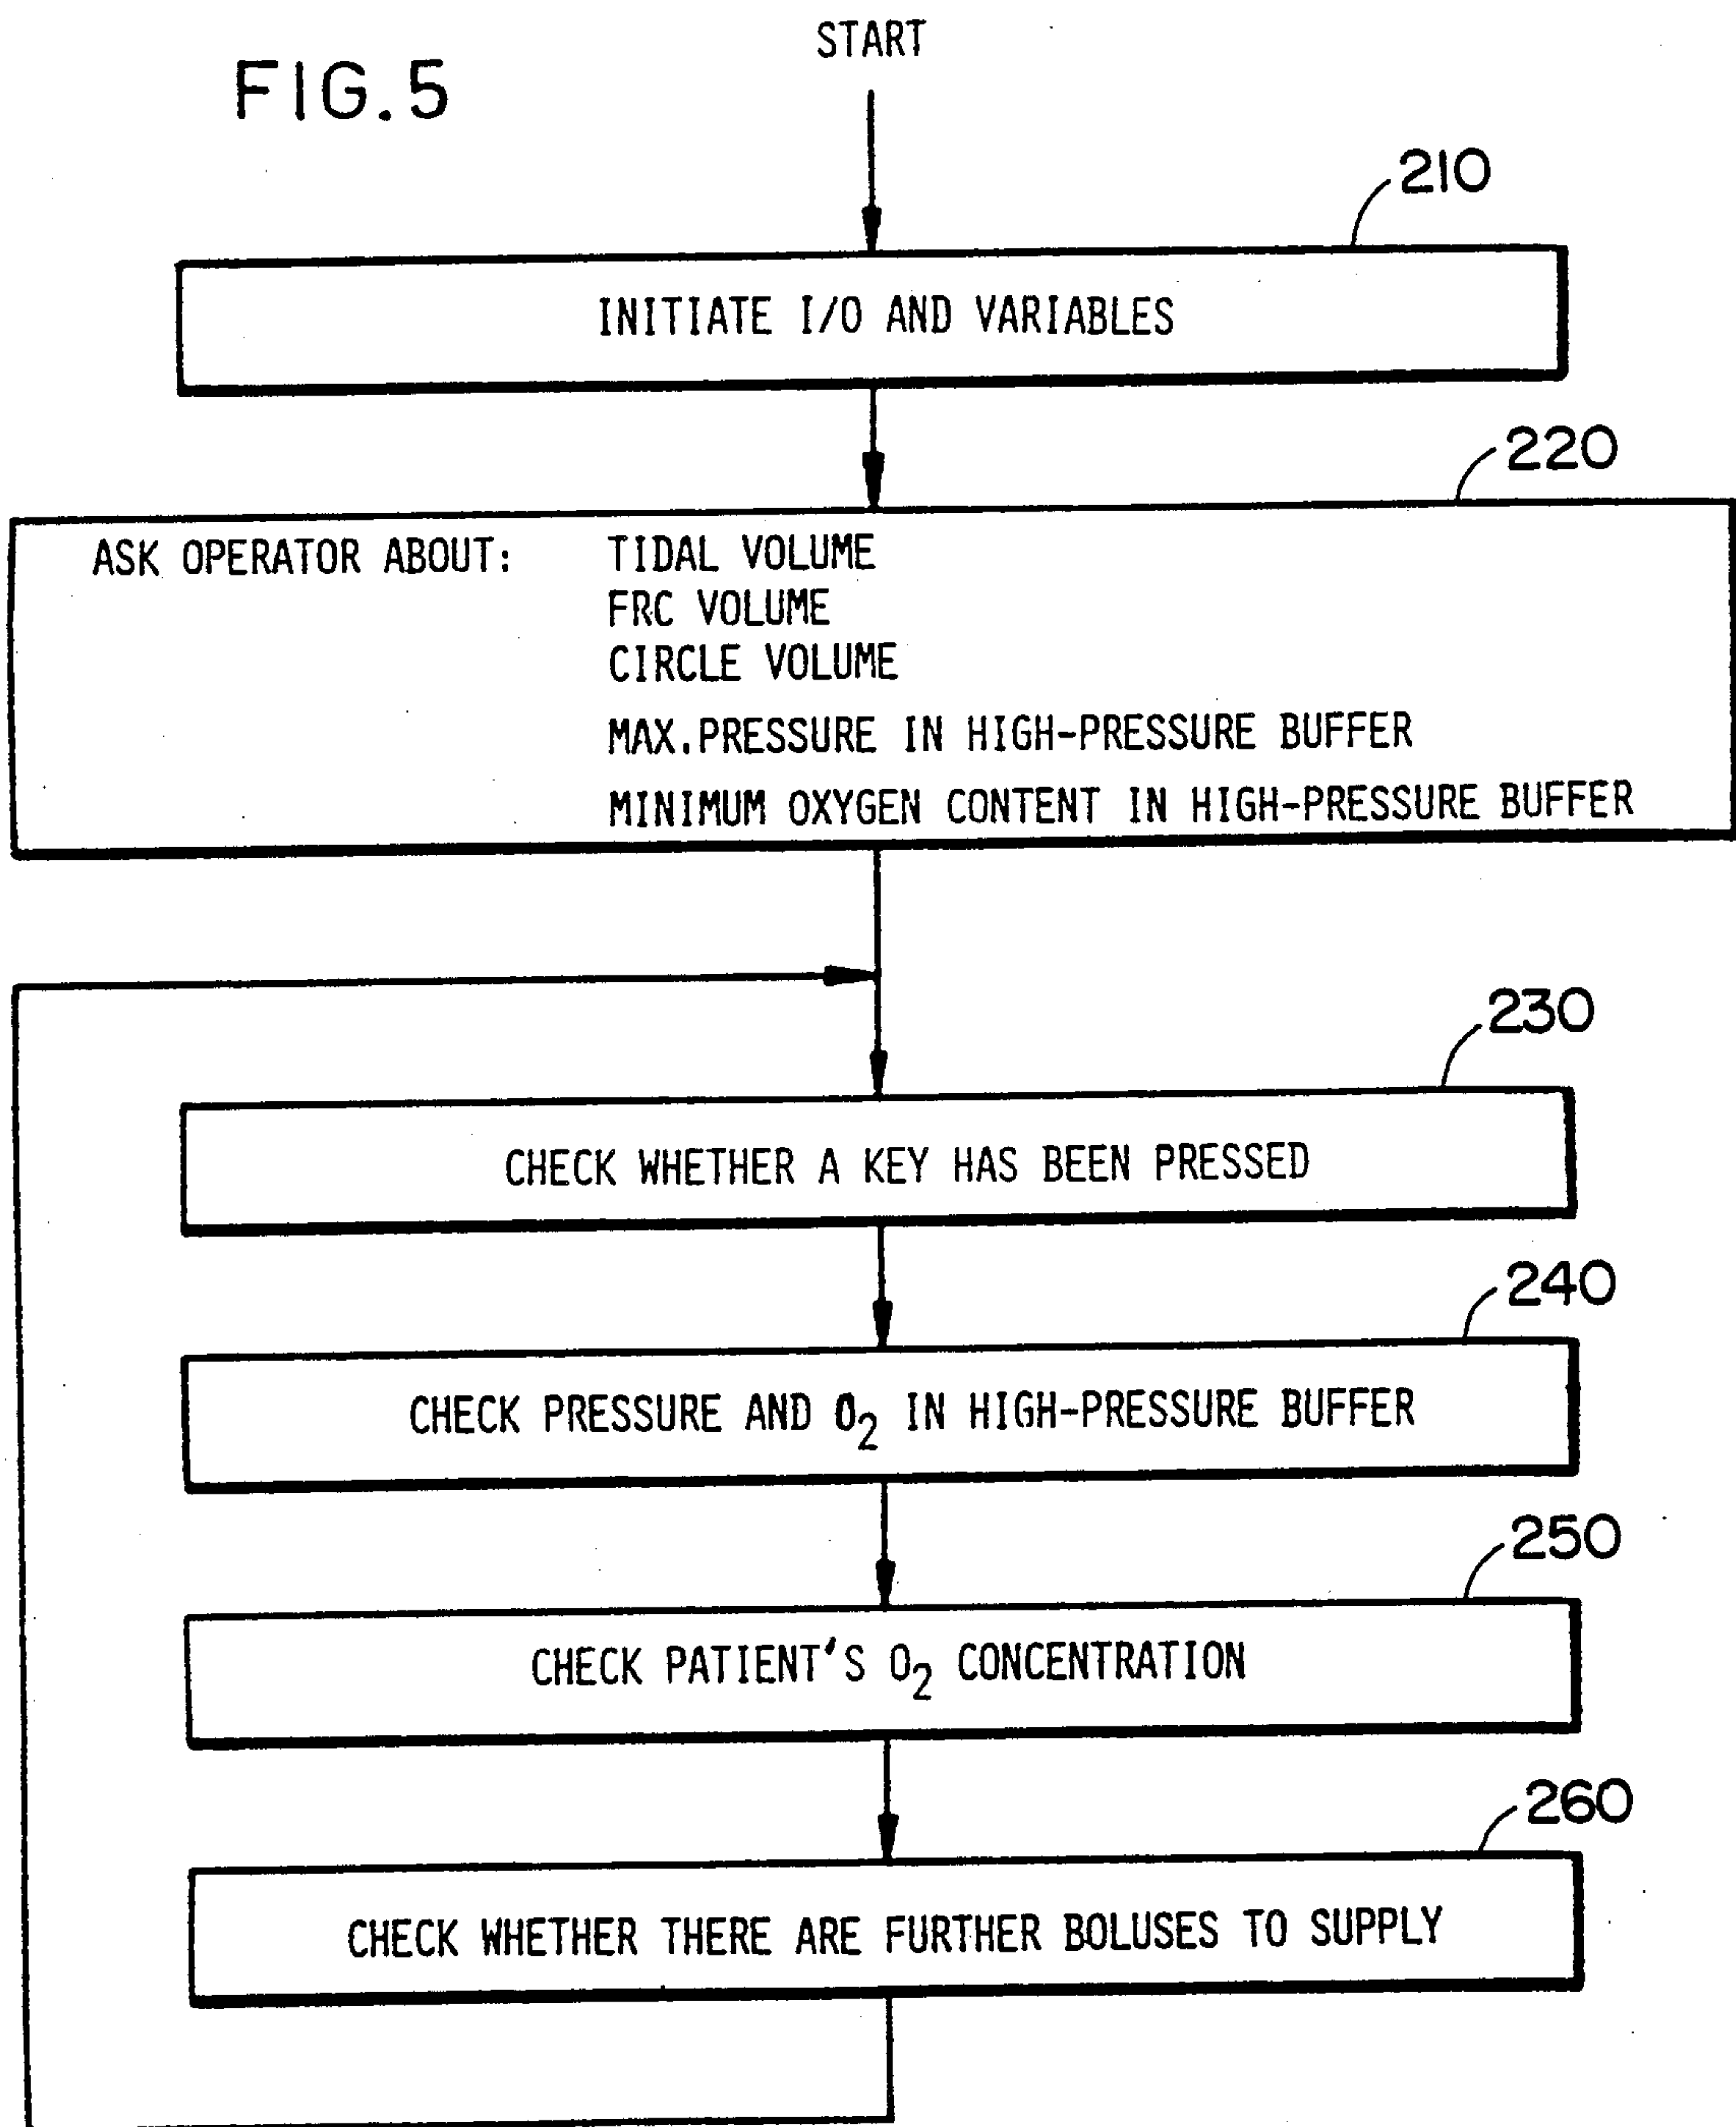 FIG.5
START
210
INITIATE I/O AND VARIABLES
220
ASK OPERATOR ABOUT: TIDAL VOLUME
FRC VOLUME
CIRCLE VOLUME
MAX.PRESSURE IN HIGH-PRESSURE BUFFER
MINIMUM OXYGEN CONTENT IN HIGH-PRESSURE BUFFER
230
CHECK WHETHER A KEY HAS BEEN PRESSED
240
CHECK PRESSURE AND O₂ IN HIGH-PRESSURE BUFFER
250
CHECK PATIENT'S O₂ CONCENTRATION
260
CHECK WHETHER THERE ARE FURTHER BOLUSES TO SUPPLY